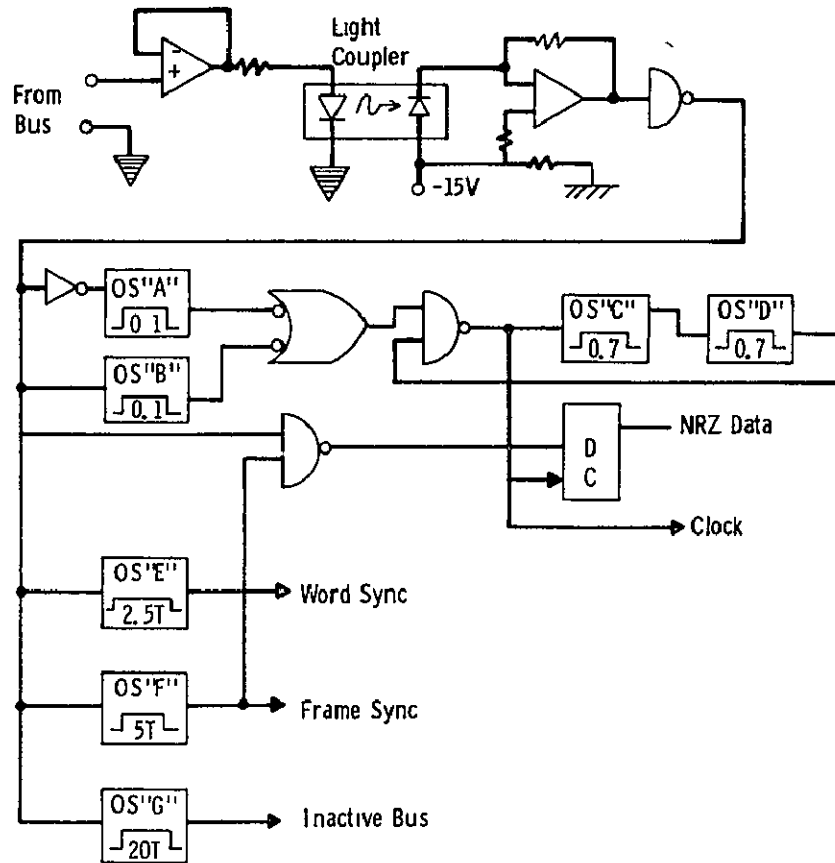 Light
Coupler
From
Bus
-15V
OS"A"
0 1
OS"B"
0.1
OS"C"
0.7
OS"D"
0.7
D
C
NRZ Data
Clock
OS"E"
2.5T
Word Sync
OS"F"
5T
Frame Sync
OS"G"
20T
Inactive Bus